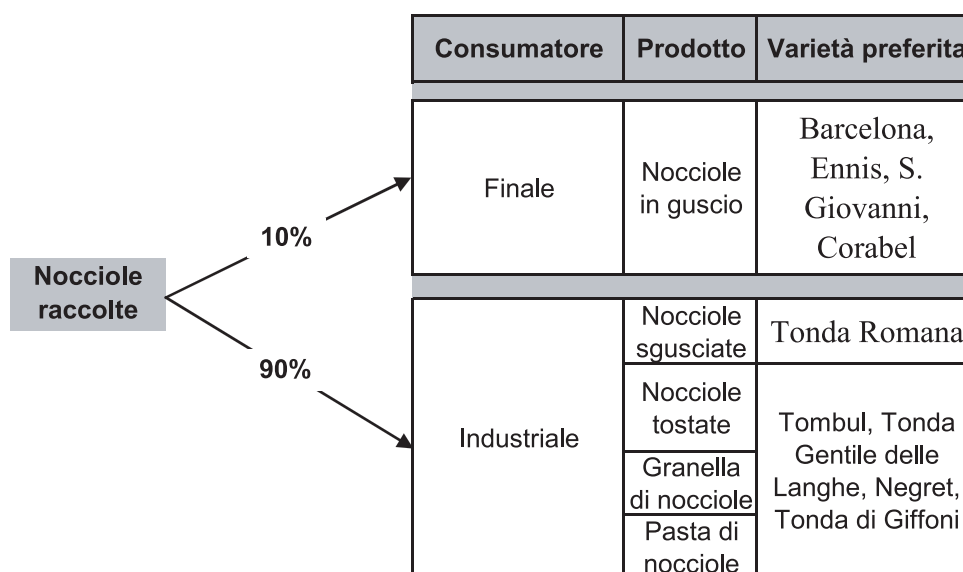 Consumatore
Prodotto
Varietà preferita
Finale
Nocciole
in guscio
Barcelona,
Ennis, S.
Giovanni,
Corabel
10%
Nocciole
raccolte
90%
Industriale
Nocciole
sgusciate
Tonda Romana
Nocciole
tostate
Granella
di nocciole
Pasta di
nocciole
Tombul, Tonda
Gentile delle
Langhe, Negret,
Tonda di Giffoni